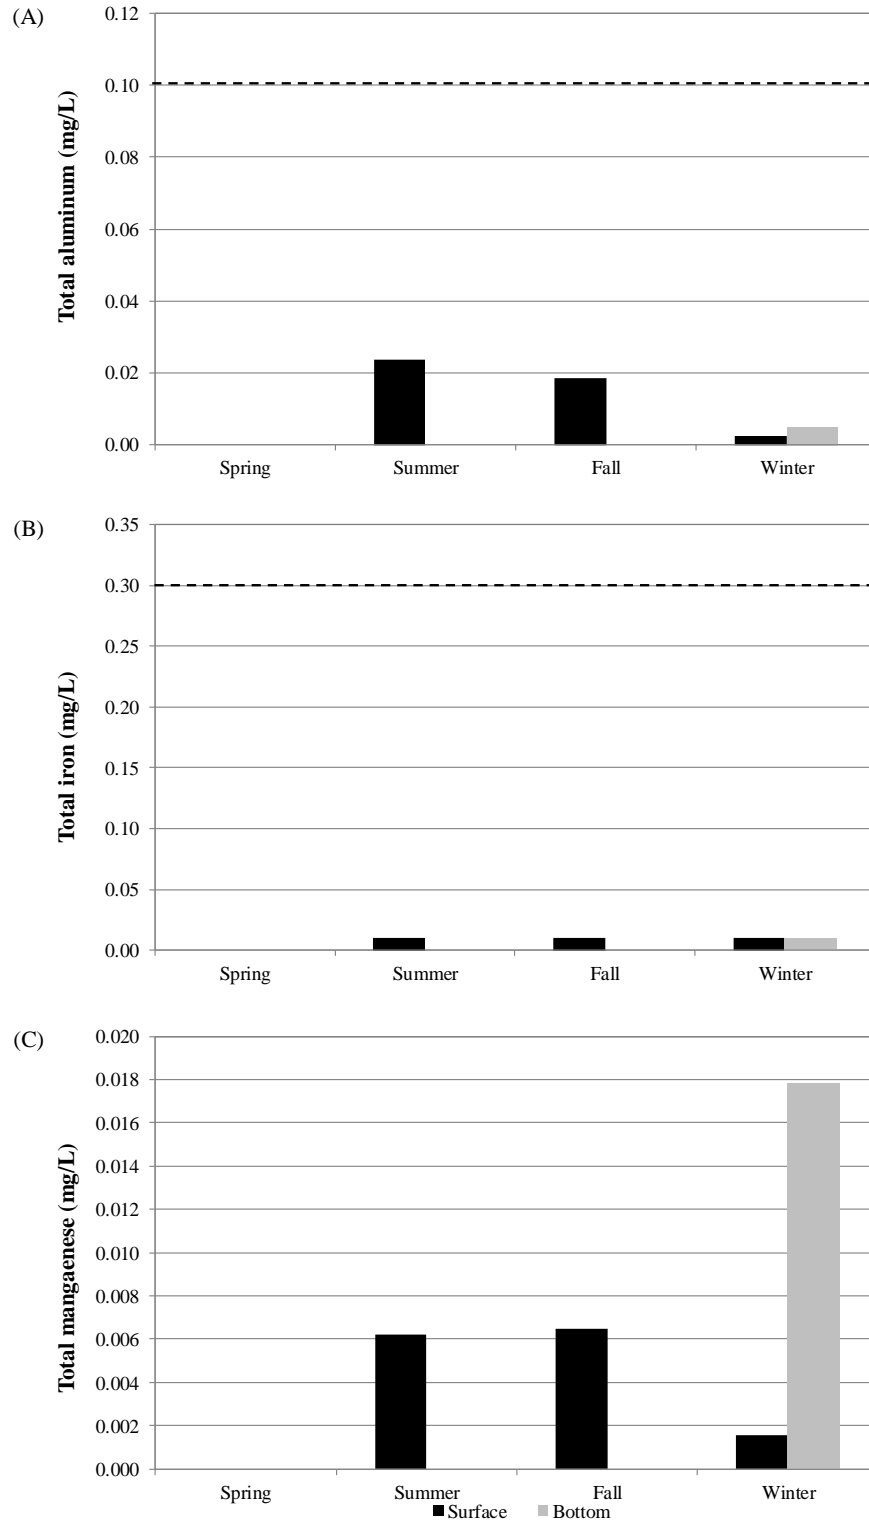 (A)
Total aluminum (mg/L)
0.12
0.10
0.08
0.06
0.04
0.02
0.00
Spring Summer Fall Winter
(B)
Total iron (mg/L)
0.35
0.30
0.25
0.20
0.15
0.10
0.05
0.00
Spring Summer Fall Winter
(C)
Total mangaenese (mg/L)
0.020
0.018
0.016
0.014
0.012
0.010
0.008
0.006
0.004
0.002
0.000
Spring Summer Fall Winter
Surface Bottom